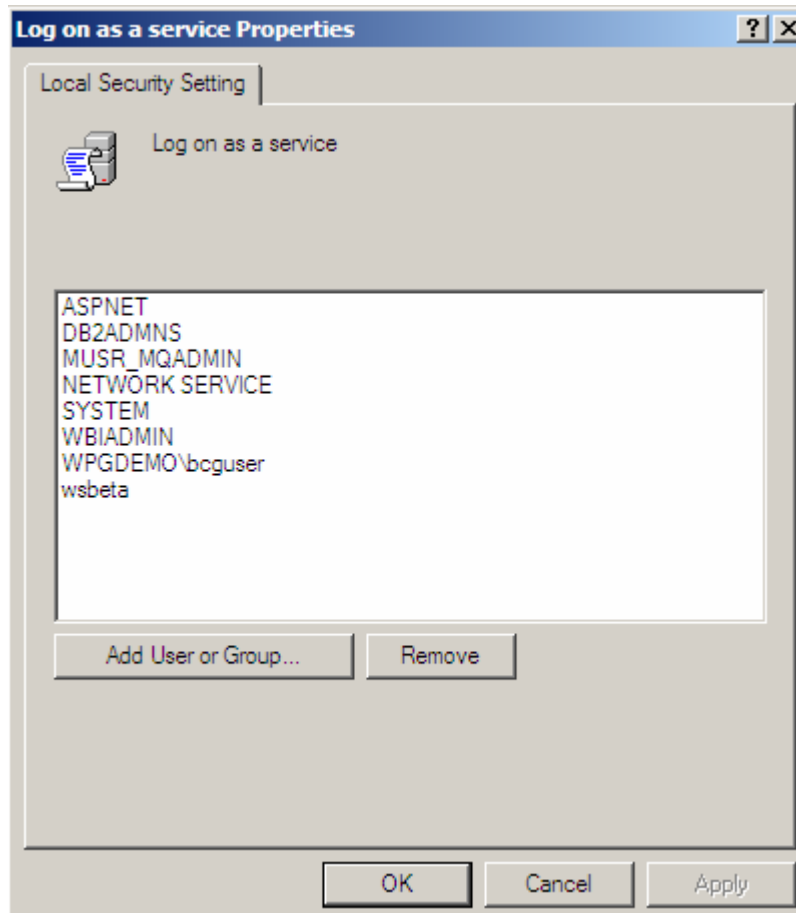 Log on as a service Properties
Local Security Setting
Log on as a service
ASPNET
DB2ADMNS
MUSR_MQADMIN
NETWORK SERVICE
SYSTEM
WBIADMIN
WPGDEMO\bcguser
wsbeta
Add User or Group... Remove
OK Cancel Apply